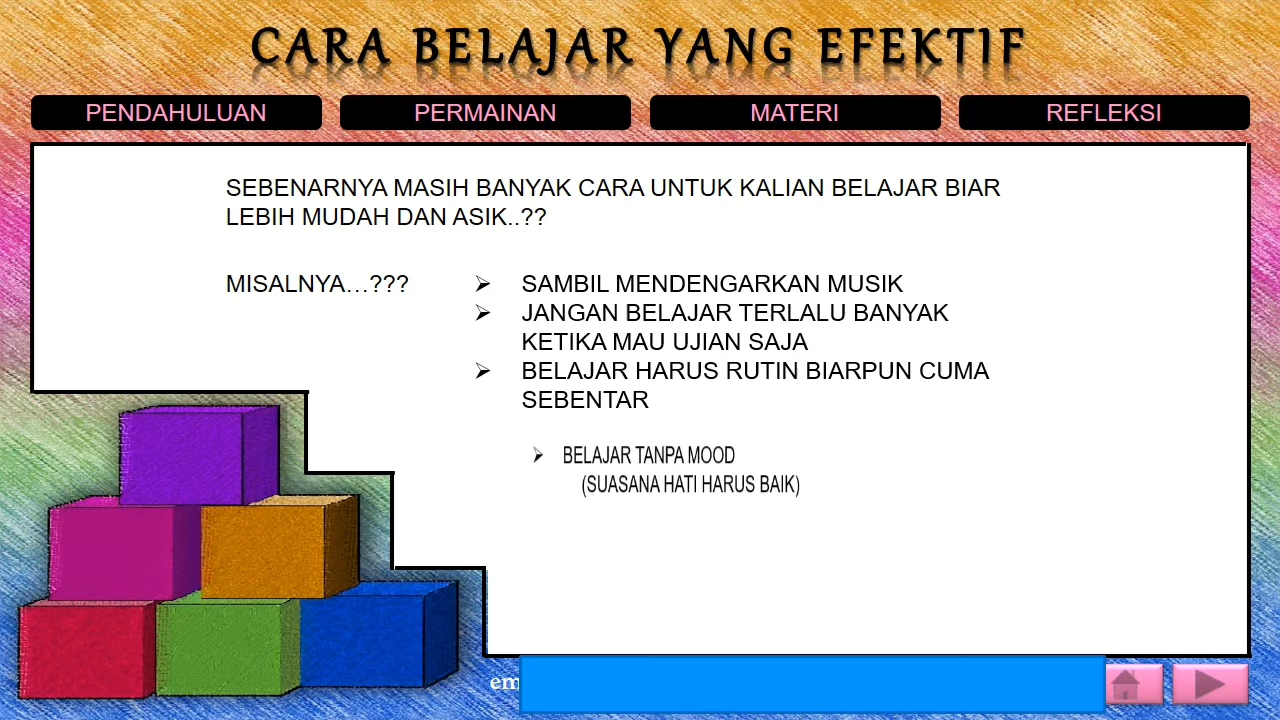 CARA BELAJAR YANG EFEKTIF
PENDAHULUAN PERMAINAN MATERI REFLEKSI
SEBENARNYA MASIH BANYAK CARA UNTUK KALIAN BELAJAR BIAR
LEBIH MUDAH DAN ASIK..??
MISALNYA…??? ➢ SAMBIL MENDENGARKAN MUSIK
➢ JANGAN BELAJAR TERLALU BANYAK
KETIKA MAU UJIAN SAJA
➢ BELAJAR HARUS RUTIN BIARPUN CUMA
SEBENTAR
➢ BELAJAR TANPA MOOD
(SUASANA HATI HARUS BAIK)